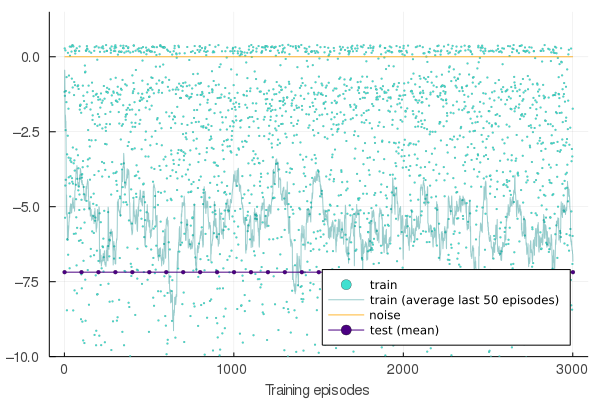 0.0
−2.5
−5.0
−7.5
−10.0
train
train (average last 50 episodes)
noise
test (mean)
0 1000 2000 3000
Training episodes